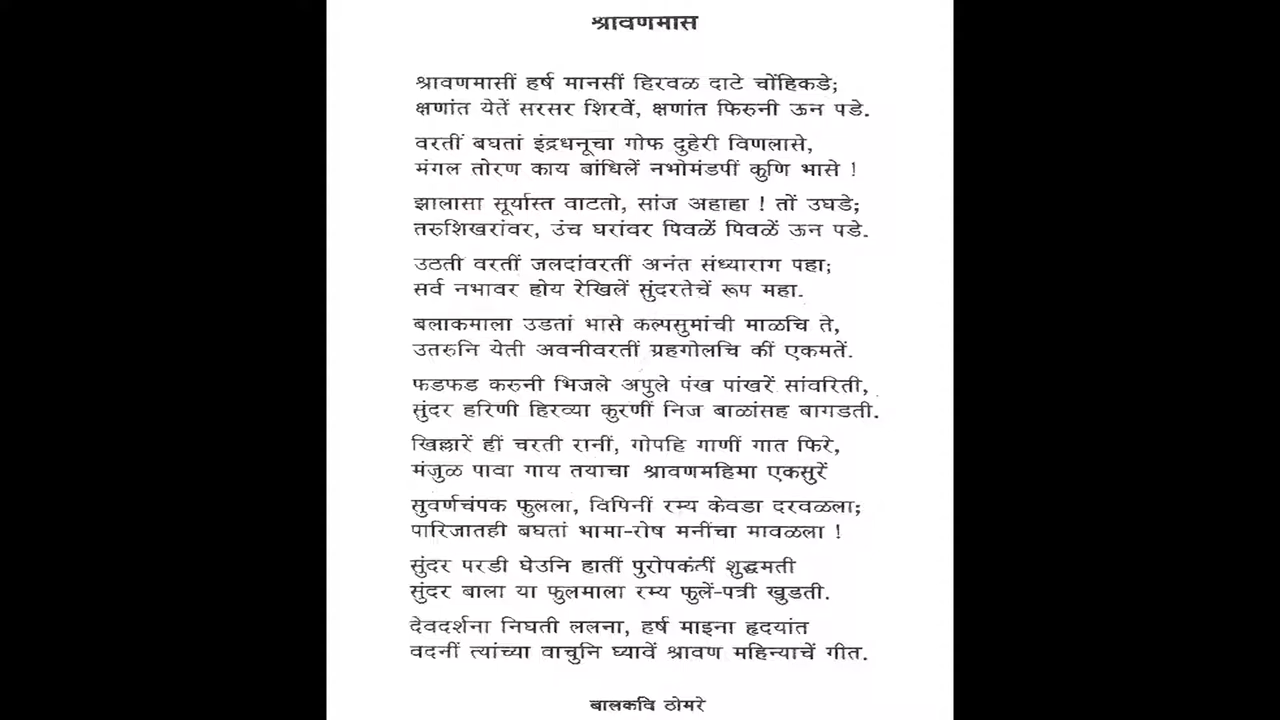 श्रावणमास
श्रावणमासीं हर्ष मानसीं हिरवळ दाटे चोंहिकडे;
क्षणांत येतें सरसर शिरवें, क्षणांत फिरुनी ऊन पडे.
वरतीं बघतां इंद्रधनूचा गोफ दुहेरी विणलासे,
मंगल तोरण काय बांधिलें नभोमंडपीं कुणि भासे !
झालासा सूर्यास्त वाटतो, सांज अहाहा ! तों उघडे;
तरुशिखरांवर, उंच घरांवर पिवळें पिवळें ऊन पडे.
उठती वरतीं जलदांवरतीं अनंत संध्याराग पहा;
सर्व नभावर होय रेखिलें सुंदरतेचें रूप महा.
बलाकमाला उडतां भासे कल्पसुमांची माळचि ते,
उतरुनि येती अवनीवरतीं ग्रहगोलचि कीं एकमतें.
फडफड करुनी भिजले अपुले पंख पांखरें सांवरिती,
सुंदर हरिणी हिरव्या कुरणीं निज बाळांसह बागडती.
खिल्लारें हीं चरती रानीं, गोपहि गाणीं गात फिरे,
मंजुळ पावा गाय तयाचा श्रावणमहिमा एकसुरें
सुवर्णचंपक फुलला, विपिनीं रम्य केवडा दरवळला;
पारिजातही बघतां भामा-रोष मनींचा मावळला !
सुंदर परडी घेउनि हातीं पुरोपकंठीं शुद्धमती
सुंदर बाला या फुलमाला रम्य फुलें-पत्री खुडती.
देवदर्शना निघती ललना, हर्ष माइना हृदयांत
वदनीं त्यांच्या वाचुनि घ्यावें श्रावण महिन्याचें गीत.
बालकवि ठोमरे